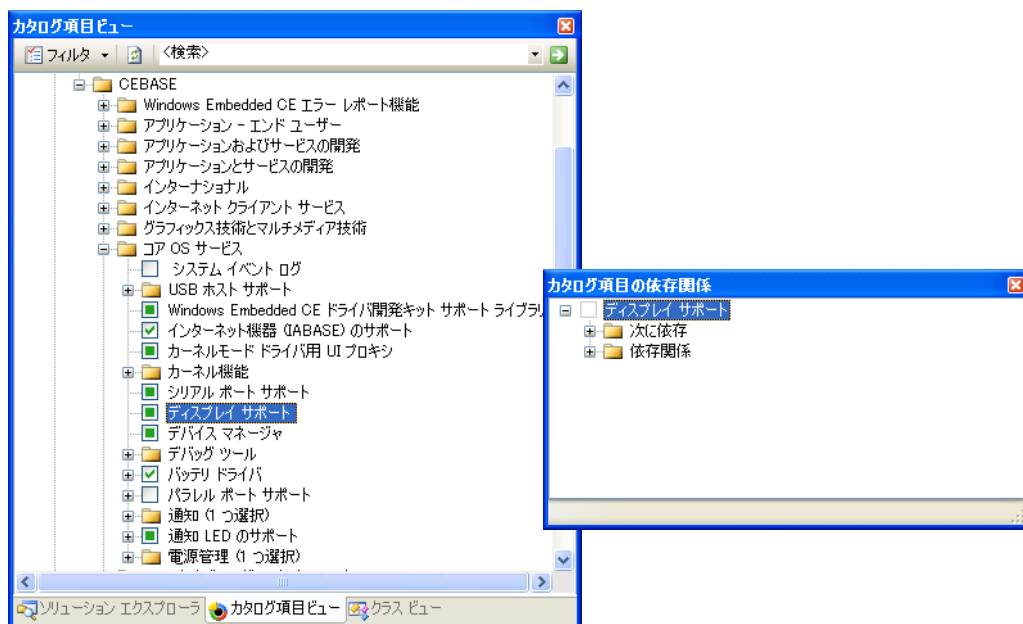 カタログ項目ビュー
フィルタ <検索>
CEBASE
Windows Embedded CE エラー レポート機能
アプリケーション - エンド ユーザー
アプリケーションおよびサービスの開発
アプリケーションとサービスの開発
インターナショナル
インターネット クライアント サービス
グラフィックス技術とマルチメディア技術
コア OS サービス
システム イベント ログ
USB ホスト サポート
Windows Embedded CE ドライバ開発キット サポート ライブラリ
インターネット機器 (IABASE) のサポート
カーネルモード ドライバ用 UI プロキシ
カーネル機能
シリアル ポート サポート
ディスプレイ サポート
デバイス マネージャ
デバッグ ツール
バッテリ ドライバ
パラレル ポート サポート
通知 (1 つ選択)
通知 LED のサポート
電源管理 (1 つ選択)
ソリューション エクスプローラ カタログ項目ビュー クラス ビュー
カタログ項目の依存関係
ディスプレイ サポート
次に依存
依存関係